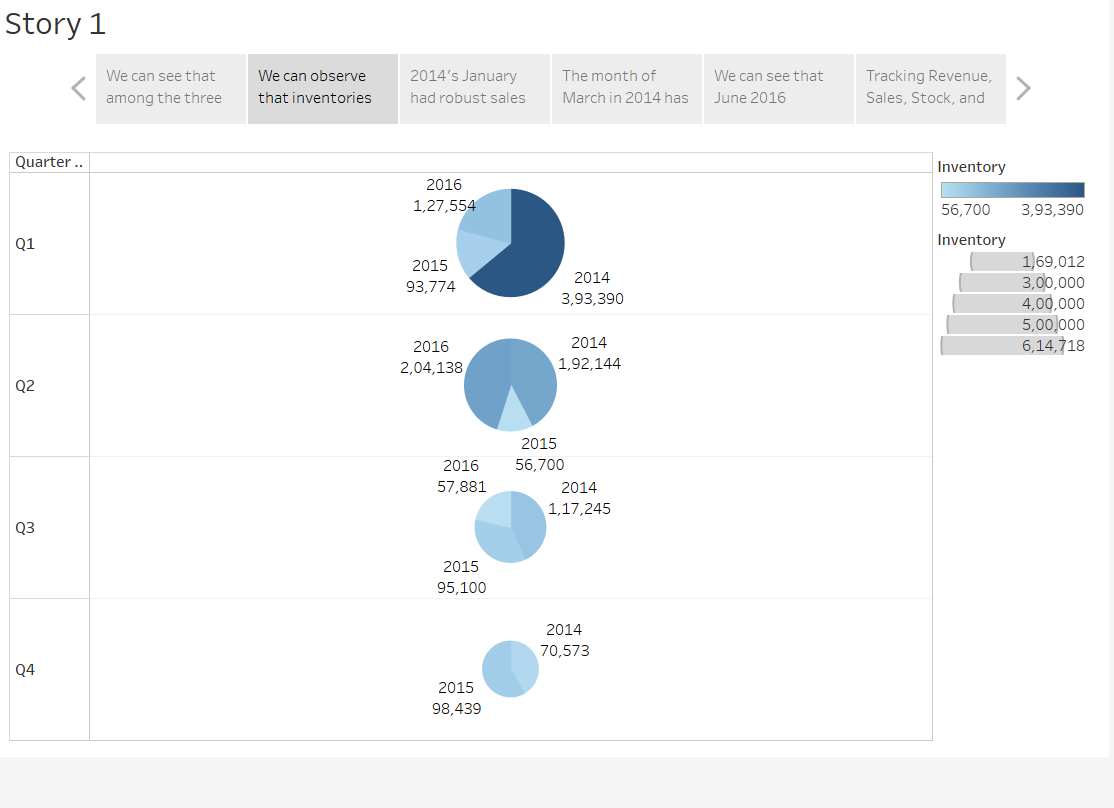 Story 1
We can see that
among the three
We can observe
that inventories
2014's January
had robust sales
The month of
March in 2014 has
We can see that
June 2016
Tracking Revenue,
Sales, Stock, and
Quarter ..
Q1
2016
1,27,554
2015
93,774
2014
3,93,390
Q2
2016
2,04,138
2014
1,92,144
2015
56,700
Q3
2016
57,881
2014
1,17,245
2015
95,100
Q4
2014
70,573
2015
98,439
Inventory
56,700 3,93,390
Inventory
1,69,012
3,00,000
4,00,000
5,00,000
6,14,718